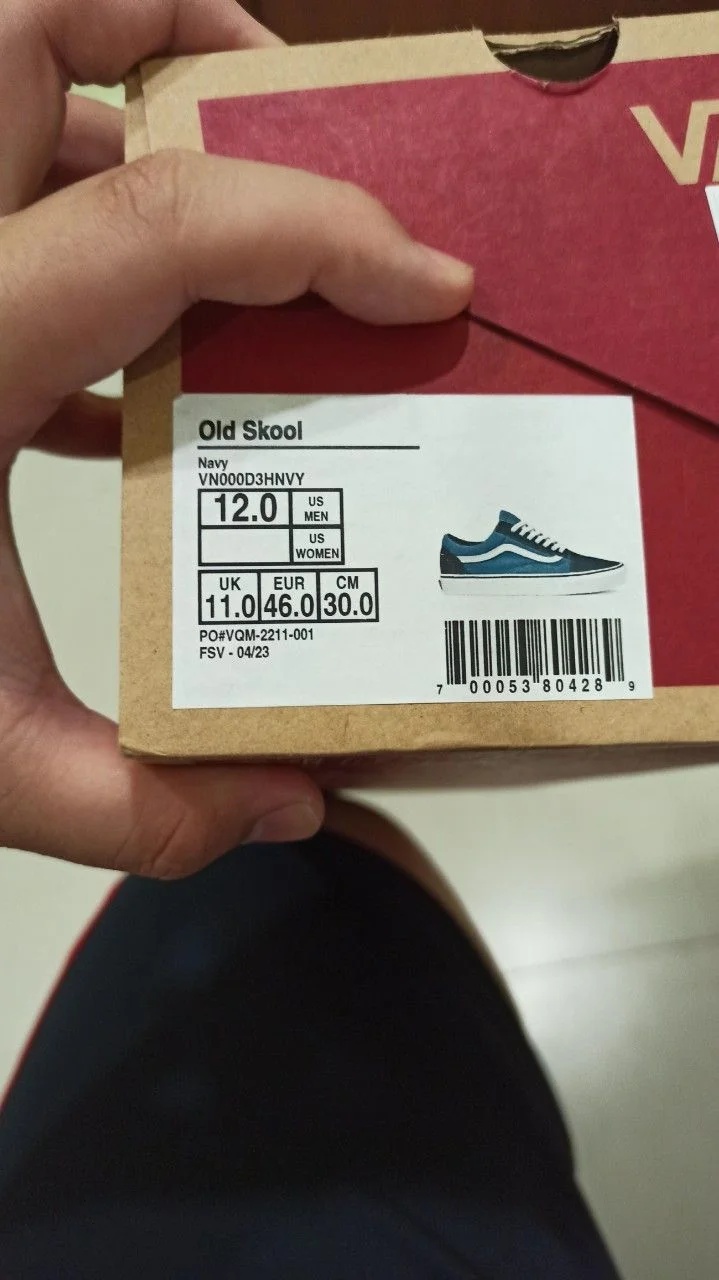 Old Skool
Navy
VN000D3HNVY
12.0 US MEN
US WOMEN
UK EUR CM
11.0 46.0 30.0
PO#VQM-2211-001
FSV - 04/23
7 00053 80428 9